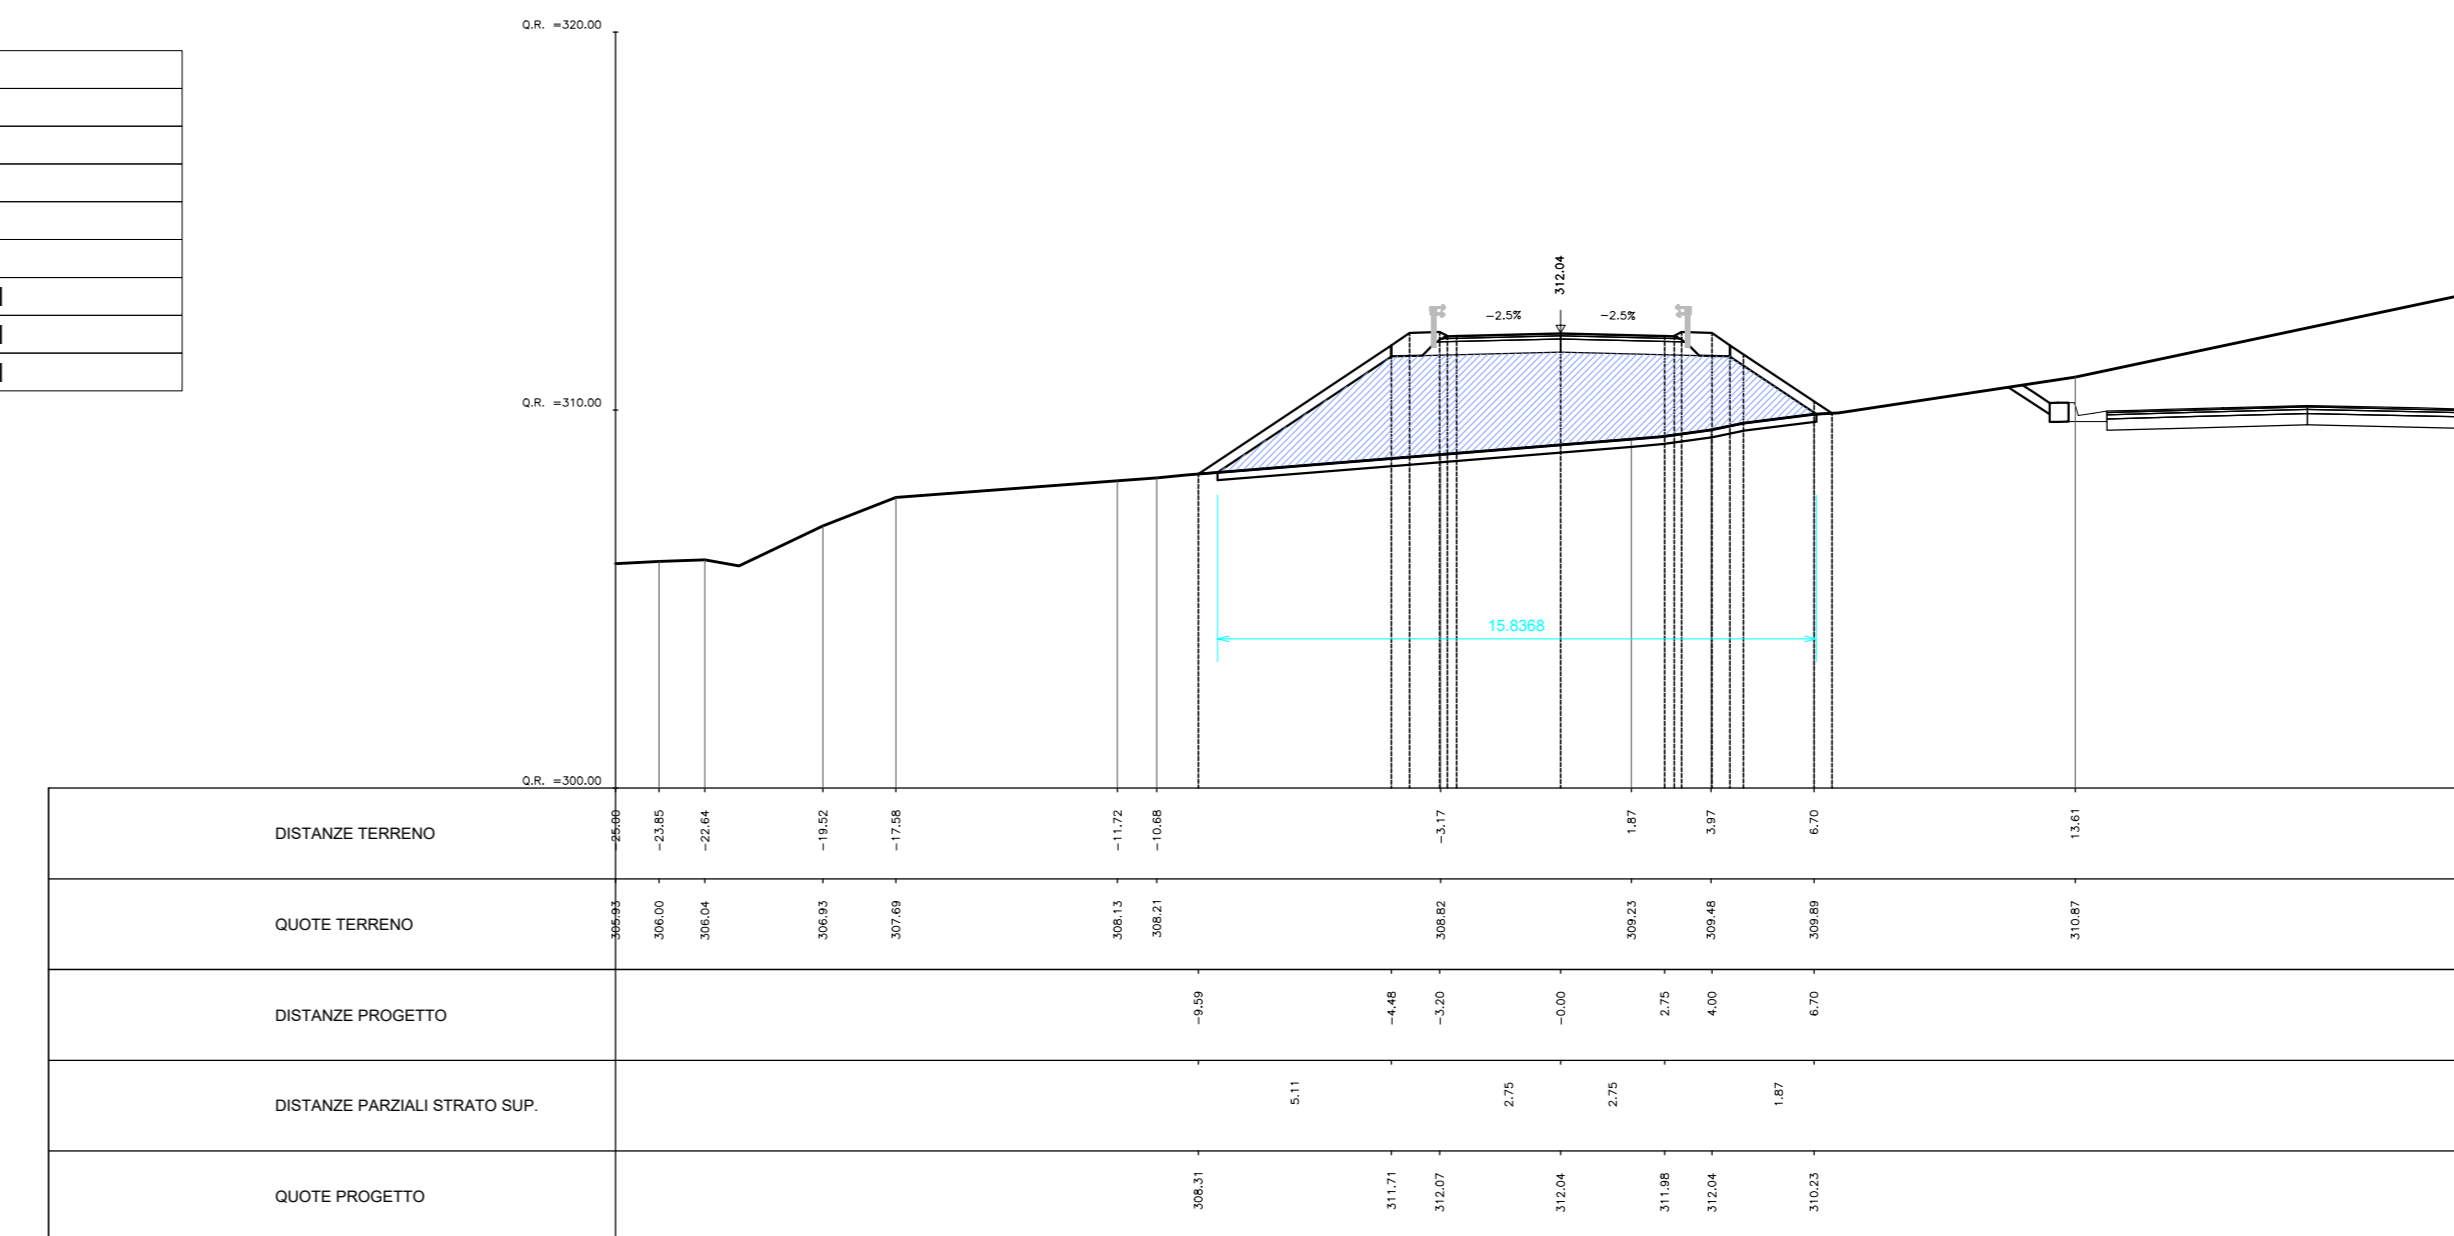 Q.R. =320.00
312.04
-2.5% -2.5%
Q.R. =310.00
15.8368
Q.R. =300.00
DISTANZE TERRENO -25.00 -23.85 -22.64 -19.52 -17.58 -11.72 -10.68 -3.17 1.87 3.97 6.70 13.61
QUOTE TERRENO 305.93 306.00 306.04 306.93 307.69 308.13 308.21 308.82 309.23 309.48 309.89 310.87
DISTANZE PROGETTO -9.59 -4.48 -3.20 -0.00 2.75 4.00 6.70
DISTANZE PARZIALI STRATO SUP. 5.11 2.75 2.75 1.87
QUOTE PROGETTO 308.31 311.71 312.07 312.04 311.98 312.04 310.23